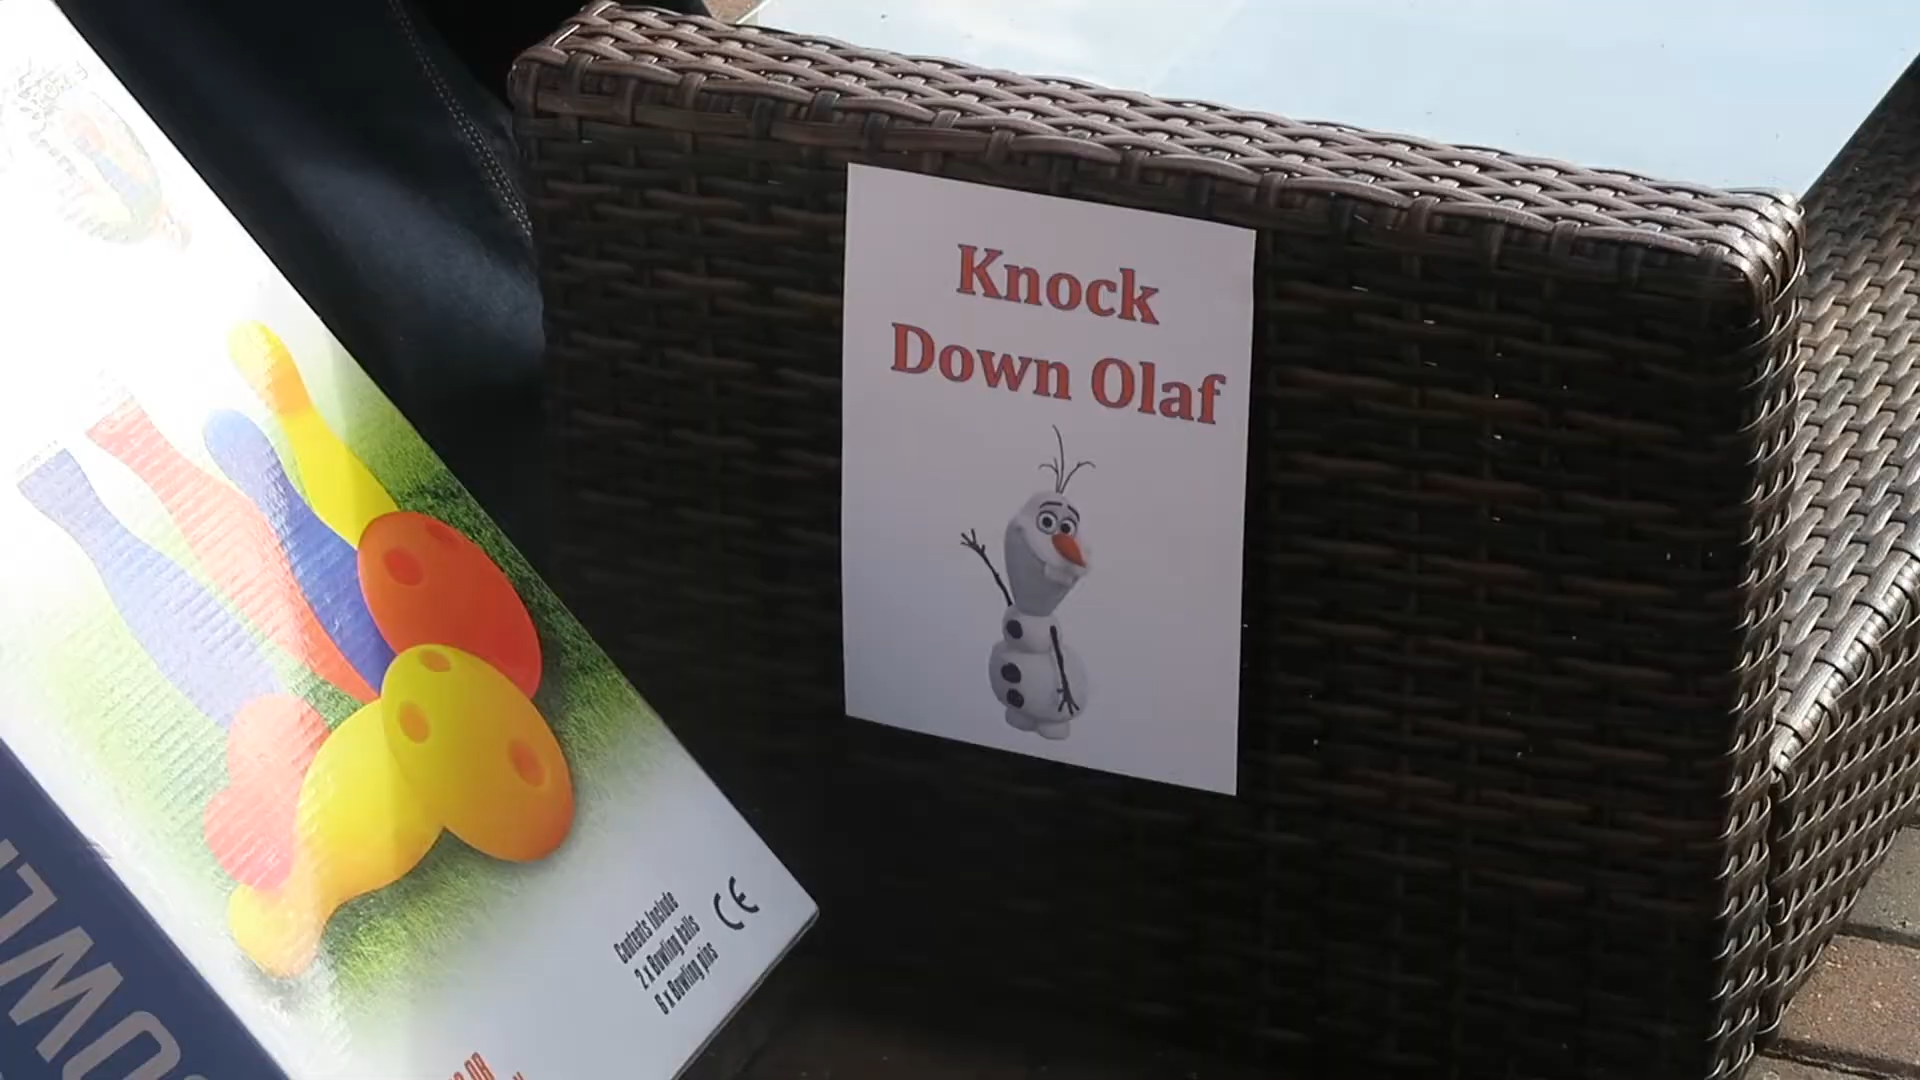 Knock
Down Olaf
Contents Include
2 x Bowling balls
6 x Bowling pins
CE